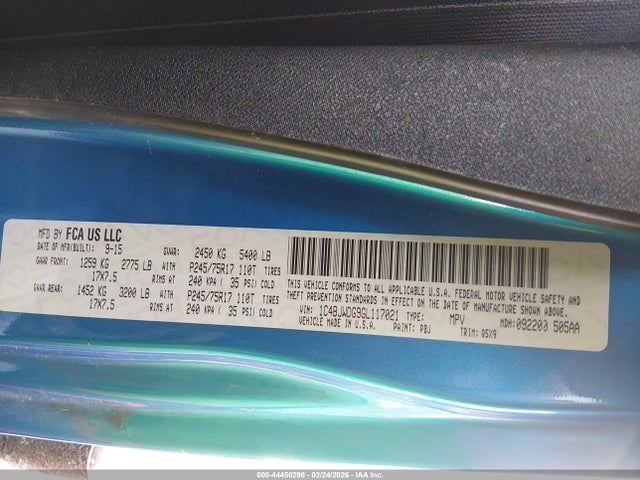 MFD BY FCA US LLC
DATE OF MFR(BUILT): 9-15 GVWR: 2450 KG 5400 LB
GAWR FRONT: 1259 KG 2775 LB WITH P245/75R17 110T TIRES
17X7.5 RIMS AT 240 KPA ( 35 PSI) COLD
GAWR REAR: 1452 KG 3200 LB WITH P245/75R17 110T TIRES
17X7.5 RIMS AT 240 KPA ( 35 PSI) COLD
THIS VEHICLE CONFORMS TO ALL APPLICABLE U.S.A. FEDERAL MOTOR VEHICLE SAFETY AND
THEFT PREVENTION STANDARDS IN EFFECT ON THE DATE OF MANUFACTURE SHOWN ABOVE.
VIN: 1C4BJWDG9GL117021 TYPE: MPV MDH: 092200 505AA
VEHICLE MADE IN U.S.A. PAINT: PBJ TRIM: Q5X9
000-44450298 - 02/24/2026 - IAA Inc.